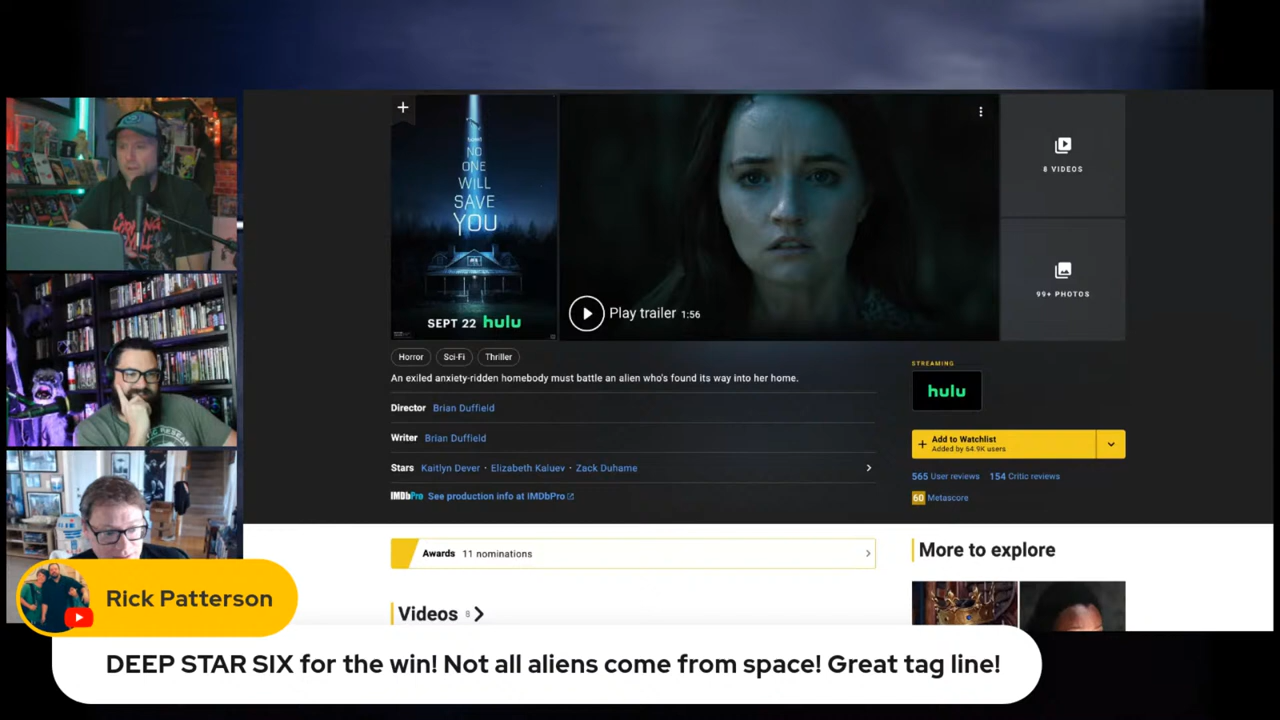 NO
ONE
WILL
SAVE
YOU
SEPT 22 hulu
Play trailer 1:56
8 VIDEOS
99+ PHOTOS
Horror
Sci-Fi
Thriller
An exiled anxiety-ridden homebody must battle an alien who's found its way into her home.
Director Brian Duffield
Writer Brian Duffield
Stars Kaitlyn Dever · Elizabeth Kaluev · Zack Duhame
IMDbPro See production info at IMDbPro
STREAMING
hulu
Add to Watchlist
Added by 64.9K users
565 User reviews 154 Critic reviews
60 Metascore
Awards 11 nominations
More to explore
Videos 8
Rick Patterson
DEEP STAR SIX for the win! Not all aliens come from space! Great tag line!